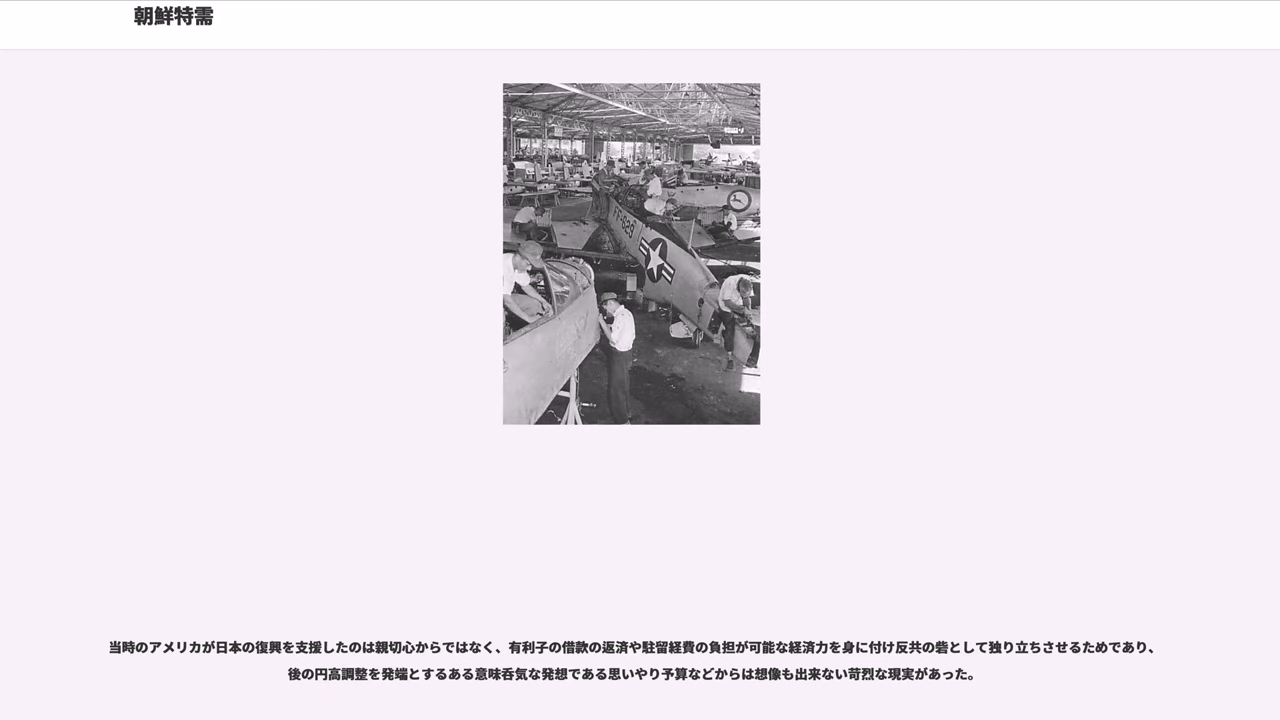 朝鮮特需
FF-626
当時のアメリカが日本の復興を支援したのは親切心からではなく、有利子の借款の返済や駐留経費の負担が可能な経済力を身に付け反共の砦として独り立ちさせるためであり、
後の円高調整を発端とするある意味呑気な発想である思いやり予算などからは想像も出来ない苛烈な現実があった。